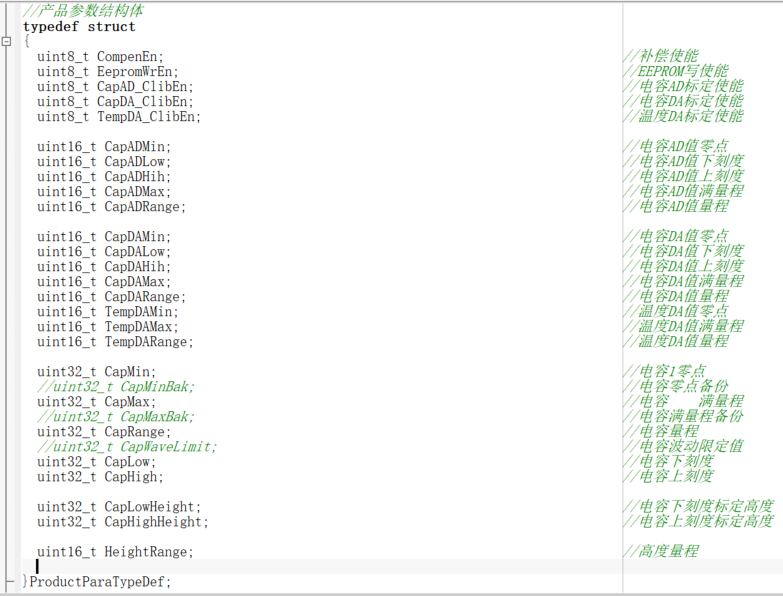 //产品参数结构体
typedef struct
{
uint8_t CompenEn; //补偿使能
uint8_t EepromWrEn; //EEPROM写使能
uint8_t CapAD_ClibEn; //电容AD标定使能
uint8_t CapDA_ClibEn; //电容DA标定使能
uint8_t TempDA_ClibEn; //温度DA标定使能
uint16_t CapADMin; //电容AD值零点
uint16_t CapADLow; //电容AD值下刻度
uint16_t CapADHih; //电容AD值上刻度
uint16_t CapADMax; //电容AD值满量程
uint16_t CapADRange; //电容AD值量程
uint16_t CapDAMin; //电容DA值零点
uint16_t CapDALow; //电容DA值下刻度
uint16_t CapDAHih; //电容DA值上刻度
uint16_t CapDAMax; //电容DA值满量程
uint16_t CapDARange; //电容DA值量程
uint16_t TempDAMin; //温度DA值零点
uint16_t TempDAMax; //温度DA值满量程
uint16_t TempDARange; //温度DA值量程
uint32_t CapMin; //电容1零点
//uint32_t CapMinBak; //电容零点备份
uint32_t CapMax; //电容 满量程
//uint32_t CapMaxBak; //电容满量程备份
uint32_t CapRange; //电容量程
//uint32_t CapWaveLimit; //电容波动限定值
uint32_t CapLow; //电容下刻度
uint32_t CapHigh; //电容上刻度
uint32_t CapLowHeight; //电容下刻度标定高度
uint32_t CapHighHeight; //电容上刻度标定高度
uint16_t HeightRange; //高度量程
}ProductParaTypeDef;